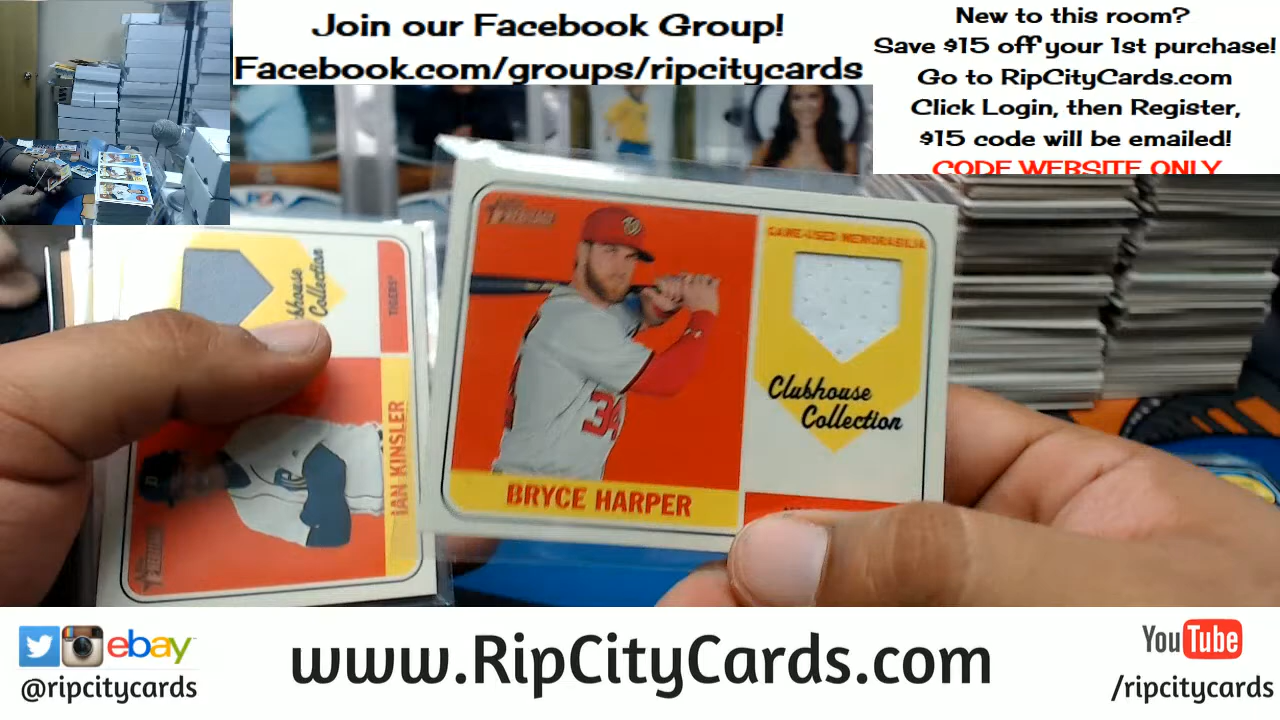 Join our Facebook Group!
Facebook.com/groups/ripcitycards
New to this room?
Save $15 off your 1st purchase!
Go to RipCityCards.com
Click Login, then Register,
$15 code will be emailed!
CODE WEBSITE ONLY
HERITAGE
GAME-USED MEMORABILIA
34
Clubhouse
Collection
BRYCE HARPER
Collection
TIGERS
IAN KINSLER
HERITAGE
ebay
@ripcitycards
www.RipCityCards.com
YouTube
/ripcitycards